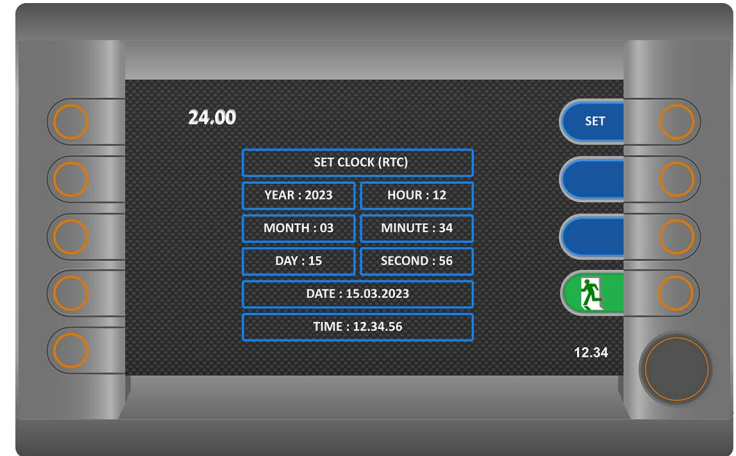 24.00
SET
SET CLOCK (RTC)
YEAR : 2023
HOUR : 12
MONTH : 03
MINUTE : 34
DAY : 15
SECOND : 56
DATE : 15.03.2023
TIME : 12.34.56
12.34